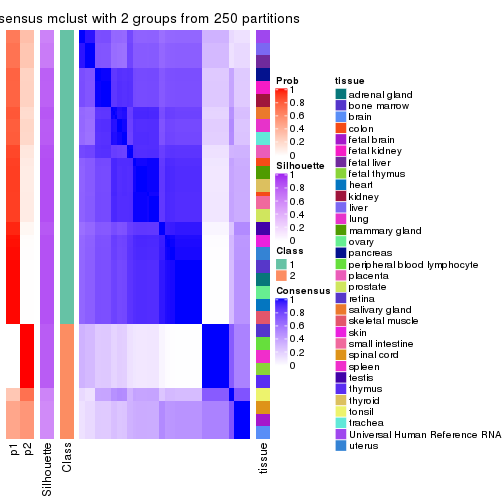 sensus mclust with 2 groups from 250 partitions
Prob
1
0.8
0.6
0.4
0.2
0
Silhouette
1
0.8
0.6
0.4
0.2
0
Class
1
2
Consensus
1
0.8
0.6
0.4
0.2
0
tissue
adrenal gland
bone marrow
brain
colon
fetal brain
fetal kidney
fetal liver
fetal thymus
heart
kidney
liver
lung
mammary gland
ovary
pancreas
peripheral blood lymphocyte
placenta
prostate
retina
salivary gland
skeletal muscle
skin
small intestine
spinal cord
spleen
testis
thymus
thyroid
tonsil
trachea
Universal Human Reference RNA
uterus
p1
p2
Silhouette
Class
tissue